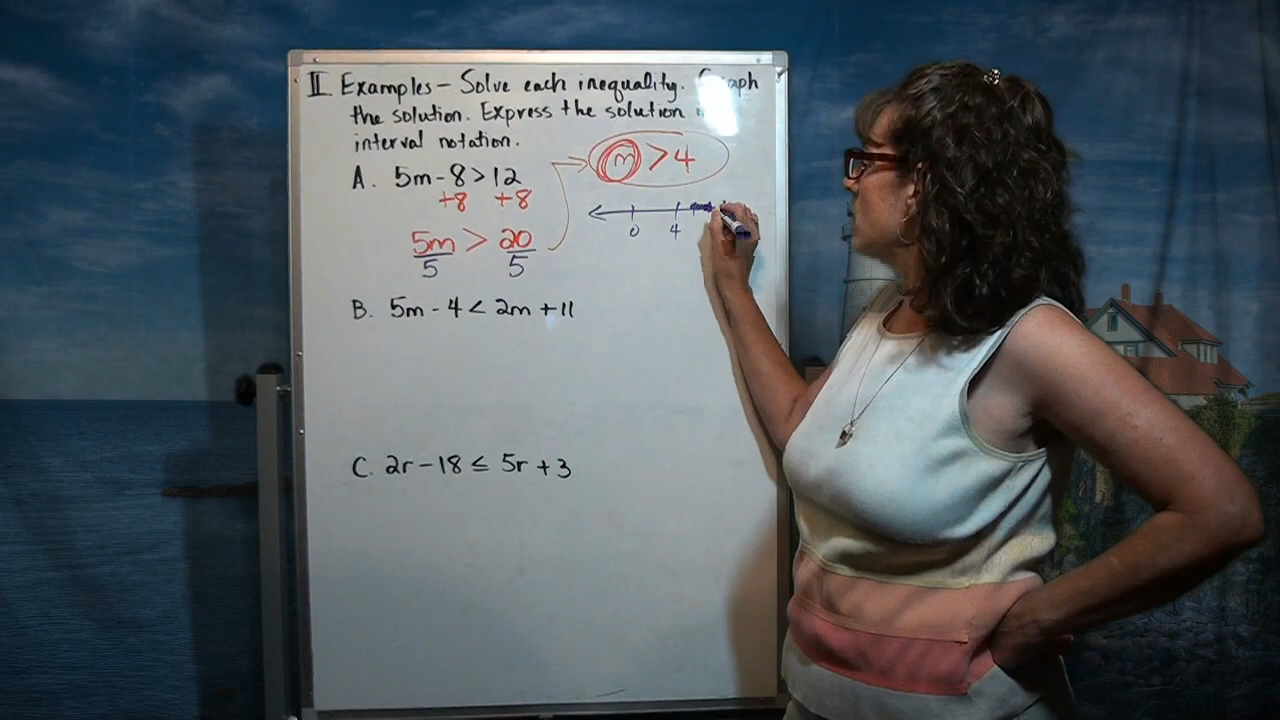 II. Examples - Solve each inequality. Graph
the solution. Express the solution
interval notation.
A. 5m - 8 > 12
+8 +8
5m > 20
5 5
m > 4
0 4
B. 5m - 4 < 2m + 11
C. 2r - 18 ≤ 5r + 3